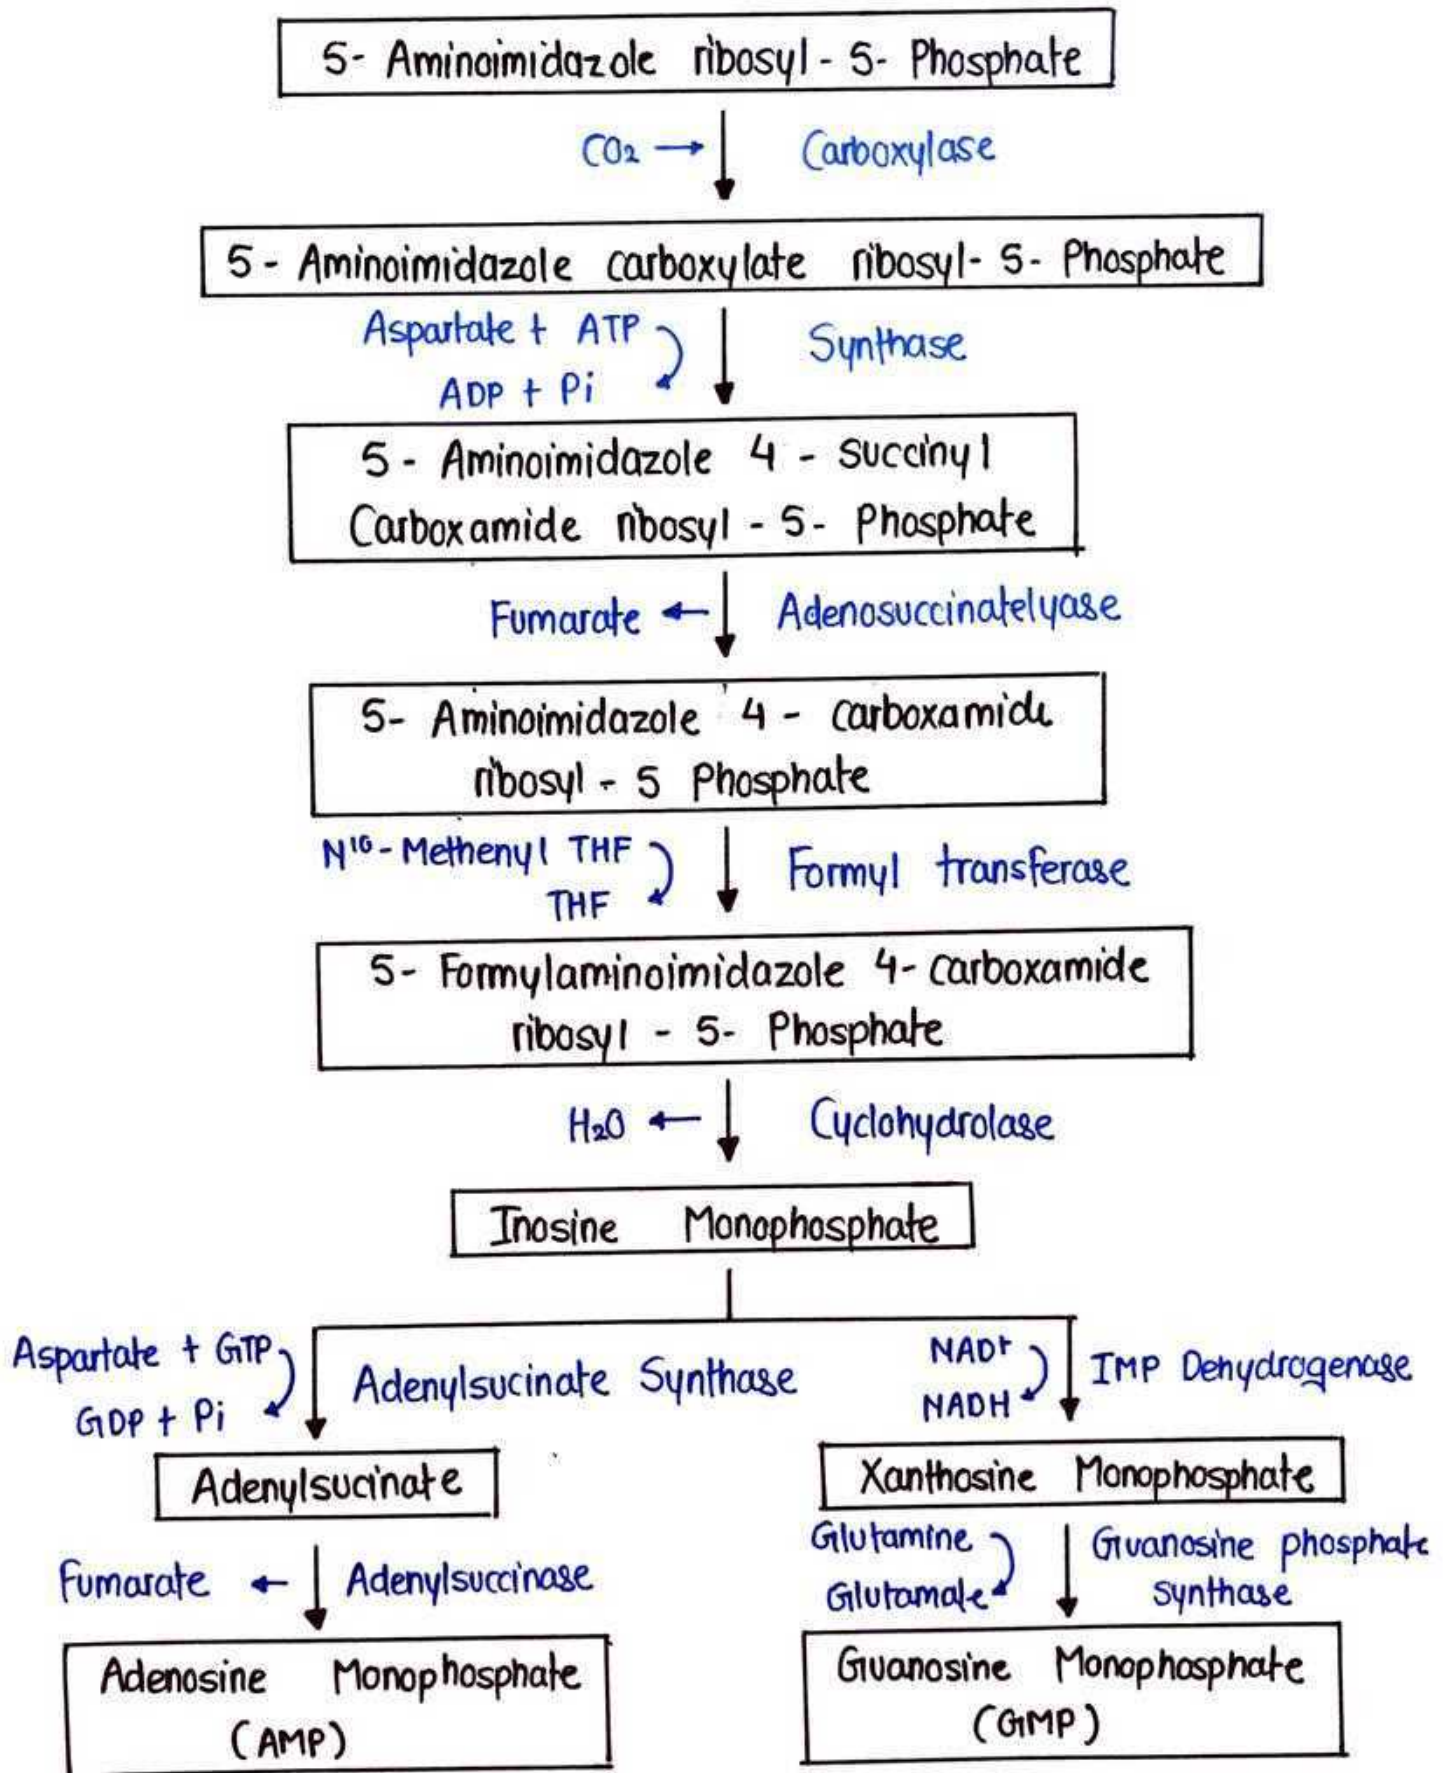 5- Aminoimidazole ribosyl - 5- Phosphate
CO₂ → Carboxylase
5 - Aminoimidazole carboxylate ribosyl- 5- Phosphate
Aspartate + ATP
ADP + Pi
Synthase
5 - Aminoimidazole 4 - Succinyl
Carboxamide ribosyl - 5- Phosphate
Fumarate ← Adenosuccinatelyase
5- Aminoimidazole 4 - carboxamide
ribosyl - 5 Phosphate
N¹⁰-Methenyl THF
THF
Formyl transferase
5- Formylaminoimidazole 4- carboxamide
ribosyl - 5- Phosphate
H₂O ← Cyclohydrolase
Inosine Monophosphate
Aspartate + GTP
GDP + Pi
Adenylsucinate Synthase
NAD+
NADH
IMP Dehydrogenase
Adenylsucinate
Xanthosine Monophosphate
Fumarate ← Adenylsuccinase
Glutamine
Glutamate
Guanosine phosphate
synthase
Adenosine Monophosphate
(AMP)
Guanosine Monophosphate
(GMP)